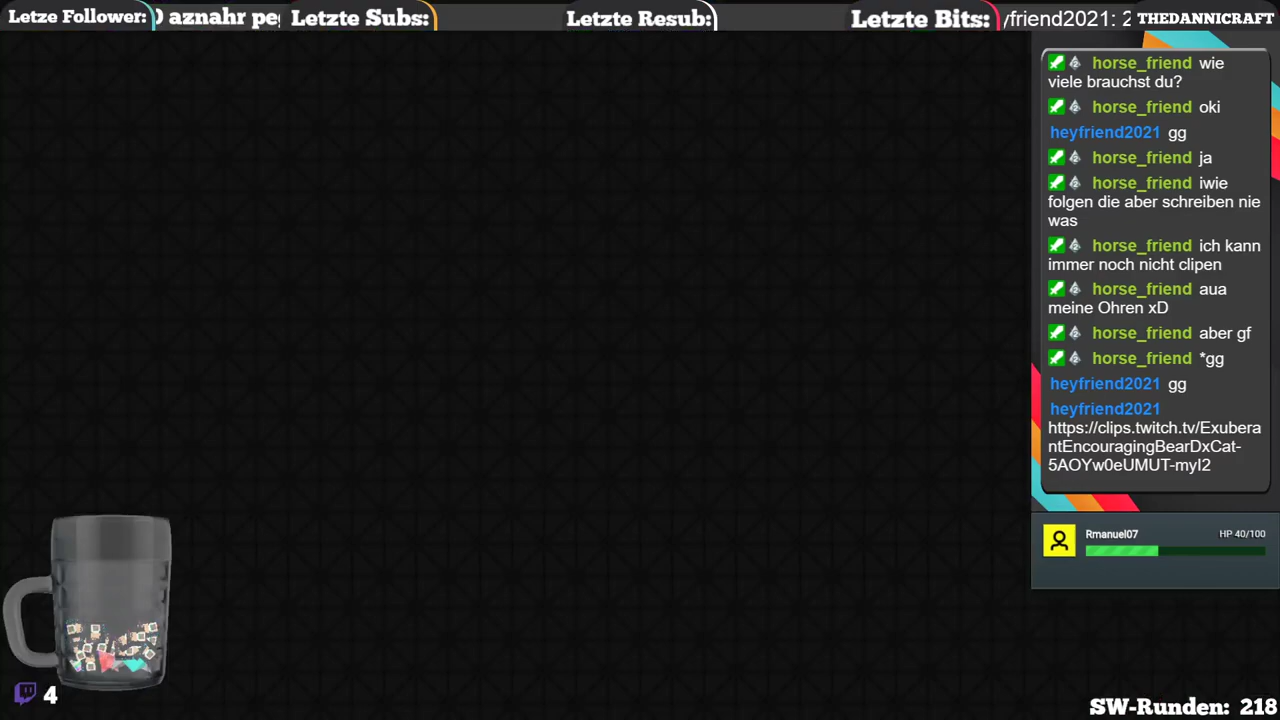 Letze Follower:
aznahr
Letzte Subs:
Letzte Resub:
Letzte Bits:
yfriend2021: 2
THEDANNICRAFT
horse_friend wie
viele brauchst du?
horse_friend oki
heyfriend2021 gg
horse_friend ja
horse_friend iwie
folgen die aber schreiben nie
was
horse_friend ich kann
immer noch nicht clipen
horse_friend aua
meine Ohren xD
horse_friend aber gf
horse_friend *gg
heyfriend2021 gg
heyfriend2021
https://clips.twitch.tv/Exubera
ntEncouragingBearDxCat-
5AOYw0eUMUT-myI2
Rmanuel07
HP 40/100
4
SW-Runden: 218